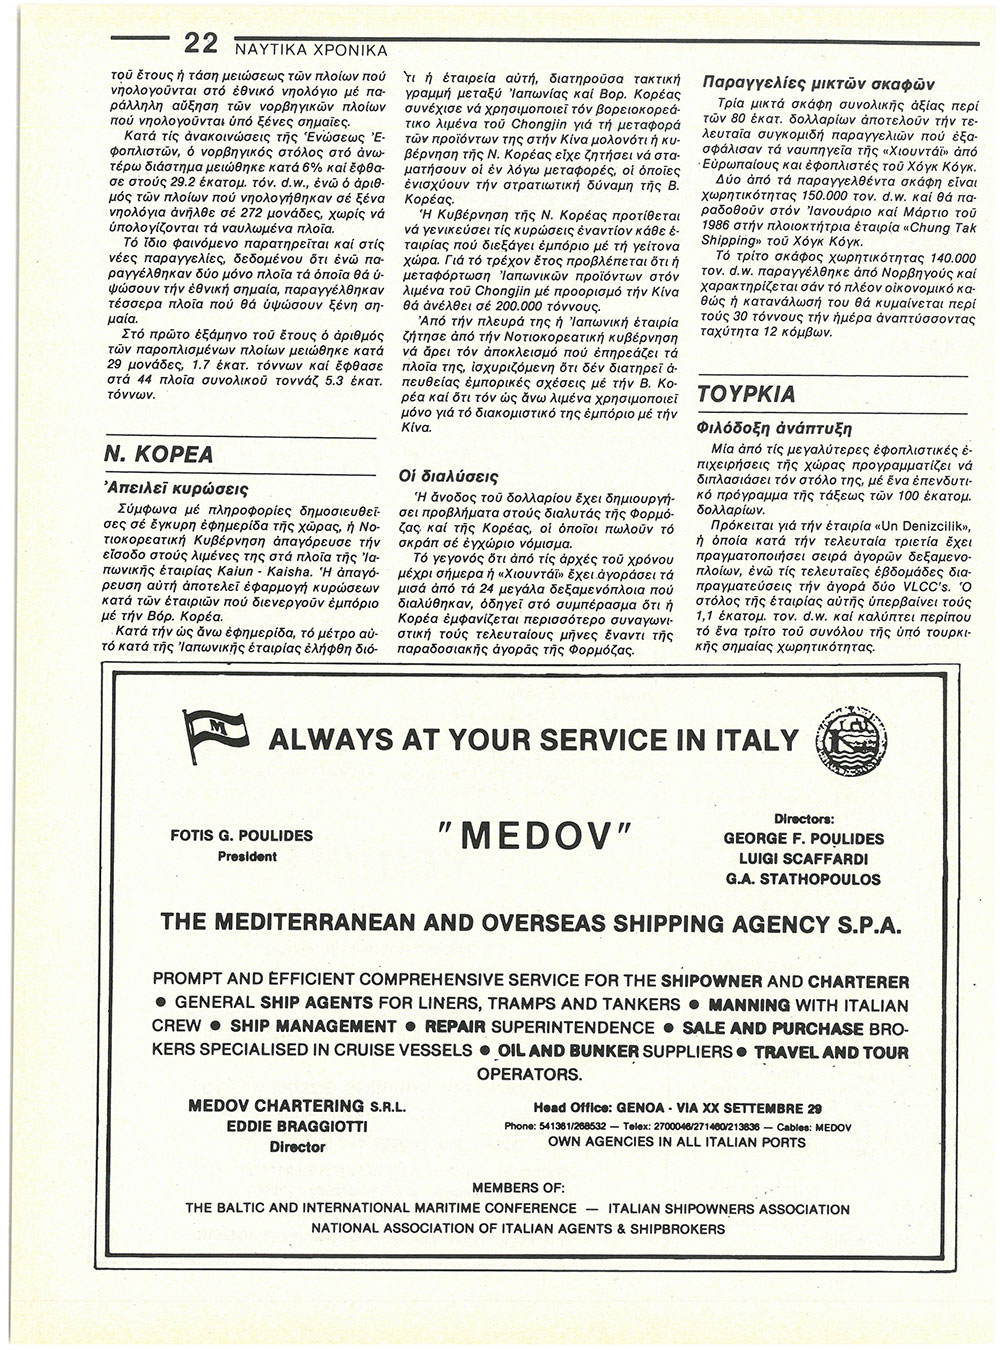 22 ΝΑΥΤΙΚΑ ΧΡΟΝΙΚΑ
τοῦ ἔτους ἡ τάση μειώσεως τῶν πλοίων πού
νηολογοῦνται στό ἐθνικό νηολόγιο μέ πα-
ράλληλη αὔξηση τῶν νορβηγικῶν πλοίων
πού νηολογοῦνται ὑπό ξένες σημαῖες.
Κατά τίς ἀνακοινώσεις τῆς Ἑνώσεως Ἐ-
φοπλιστῶν, ὁ νορβηγικός στόλος στό ἀνω-
τέρω διάστημα μειώθηκε κατά 6% καί ἔφθα-
σε στούς 29.2 ἑκατομ. τόν. d.w., ἐνῶ ὁ ἀριθ-
μός τῶν πλοίων πού νηολογήθηκαν σέ ξένα
νηολόγια ἀνῆλθε σέ 272 μονάδες, χωρίς νά
ὑπολογίζονται τά ναυλωμένα πλοῖα.
Τό ἴδιο φαινόμενο παρατηρεῖται καί στίς
νέες παραγγελίες, δεδομένου ὅτι ἐνῶ πα-
ραγγέλθηκαν δύο μόνο πλοῖα τά ὁποῖα θά ὑ-
ψώσουν τήν ἐθνική σημαία, παραγγέλθηκαν
τέσσερα πλοῖα πού θά ὑψώσουν ξένη ση-
μαία.
Στό πρῶτο ἑξάμηνο τοῦ ἔτους ὁ ἀριθμός
τῶν παροπλισμένων πλοίων μειώθηκε κατά
29 μονάδες, 1.7 ἑκατ. τόννων καί ἔφθασε
στά 44 πλοῖα συνολικοῦ τοννάζ 5.3 ἑκατ.
τόννων.
Ν. ΚΟΡΕΑ
Ἀπειλεῖ κυρώσεις
Σύμφωνα μέ πληροφορίες δημοσιευθεῖ-
σες σέ ἔγκυρη ἐφημερίδα τῆς χώρας, ἡ Νο-
τιοκορεατική Κυβέρνηση ἀπαγόρευσε τήν
εἴσοδο στούς λιμένες της στά πλοῖα τῆς Ἰα-
πωνικῆς ἑταιρίας Kaiun - Kaisha. Ἡ ἀπαγό-
ρευση αὐτή ἀποτελεῖ ἐφαρμογή κυρώσεων
κατά τῶν ἑταιριῶν πού διενεργοῦν ἐμπόριο
μέ τήν Βόρ. Κορέα.
Κατά τήν ὡς ἄνω ἐφημερίδα, τό μέτρο αὐ-
τό κατά τῆς Ἰαπωνικῆς ἑταιρίας ἐλήφθη διό-
τι ἡ ἑταιρεία αὐτή, διατηροῦσα τακτική
γραμμή μεταξύ Ἰαπωνίας καί Βορ. Κορέας
συνέχισε νά χρησιμοποιεῖ τόν βορειοκορεά-
τικο λιμένα τοῦ Chongjin γιά τή μεταφορά
τῶν προϊόντων της στήν Κίνα μολονότι ἡ κυ-
βέρνηση τῆς Ν. Κορέας εἶχε ζητήσει νά στα-
ματήσουν οἱ ἐν λόγω μεταφορές, οἱ ὁποῖες
ἐνισχύουν τήν στρατιωτική δύναμη τῆς Β.
Κορέας.
Ἡ Κυβέρνηση τῆς Ν. Κορέας προτίθεται
νά γενικεύσει τίς κυρώσεις ἐναντίον κάθε ἑ-
ταιρίας πού διεξάγει ἐμπόριο μέ τή γείτονα
χώρα. Γιά τό τρέχον ἔτος προβλέπεται ὅτι ἡ
μεταφόρτωση Ἰαπωνικῶν προϊόντων στόν
λιμένα τοῦ Chongjin μέ προορισμό τήν Κίνα
θά ἀνέλθει σέ 200.000 τόννους.
Ἀπό τήν πλευρά της ἡ Ἰαπωνική ἑταιρία
ζήτησε ἀπό τήν Νοτιοκορεατική κυβέρνηση
νά ἄρει τόν ἀποκλεισμό πού ἐπηρεάζει τά
πλοῖα της, ἰσχυριζόμενη ὅτι δέν διατηρεῖ ἀ-
πευθείας ἐμπορικές σχέσεις μέ τήν Β. Κο-
ρέα καί ὅτι τόν ὡς ἄνω λιμένα χρησιμοποιεῖ
μόνο γιά τό διακομιστικό της ἐμπόριο μέ τήν
Κίνα.
Οἱ διαλύσεις
Ἡ ἄνοδος τοῦ δολλαρίου ἔχει δημιουργή-
σει προβλήματα στούς διαλυτάς τῆς Φορμό-
ζας καί τῆς Κορέας, οἱ ὁποῖοι πωλοῦν τό
σκράπ σέ ἐγχώριο νόμισμα.
Τό γεγονός ὅτι ἀπό τίς ἀρχές τοῦ χρόνου
μέχρι σήμερα ἡ «Χιουντάϊ» ἔχει ἀγοράσει τά
μισά ἀπό τά 24 μεγάλα δεξαμενόπλοια πού
διαλύθηκαν, ὁδηγεῖ στό συμπέρασμα ὅτι ἡ
Κορέα ἐμφανίζεται περισσότερο συναγωνι-
στική τούς τελευταίους μῆνες ἔναντι τῆς
παραδοσιακῆς ἀγορᾶς τῆς Φορμόζας.
Παραγγελίες μικτῶν σκαφῶν
Τρία μικτά σκάφη συνολικῆς ἀξίας περί
τῶν 80 ἑκατ. δολλαρίων ἀποτελοῦν τήν τε-
λευταία συγκομιδή παραγγελιῶν πού ἐξα-
σφάλισαν τά ναυπηγεῖα τῆς «Χιουντάϊ» ἀπό
Εὐρωπαίους καί ἐφοπλιστές τοῦ Χόγκ Κόγκ.
Δύο ἀπό τά παραγγελθέντα σκάφη εἶναι
χωρητικότητας 150.000 τον. d.w. καί θά πα-
ραδοθοῦν στόν Ἰανουάριο καί Μάρτιο τοῦ
1986 στήν πλοιοκτήτρια ἑταιρία «Chung Tak
Shipping» τοῦ Χόγκ Κόγκ.
Τό τρίτο σκάφος χωρητικότητας 140.000
τον. d.w. παραγγέλθηκε ἀπό Νορβηγούς καί
χαρακτηρίζεται σάν τό πλέον οἰκονομικό κα-
θώς ἡ κατανάλωσή του θά κυμαίνεται περί
τούς 30 τόννους τήν ἡμέρα ἀναπτύσσοντας
ταχύτητα 12 κόμβων.
ΤΟΥΡΚΙΑ
Φιλόδοξη ἀνάπτυξη
Μία ἀπό τίς μεγαλύτερες ἐφοπλιστικές ἐ-
πιχειρήσεις τῆς χώρας προγραμματίζει νά
διπλασιάσει τόν στόλο της, μέ ἕνα ἐπενδυτι-
κό πρόγραμμα τῆς τάξεως τῶν 100 ἑκατομ.
δολλαρίων.
Πρόκειται γιά τήν ἑταιρία «Un Denizcilik»,
ἡ ὁποία κατά τήν τελευταία τριετία ἔχει
πραγματοποιήσει σειρά ἀγορῶν δεξαμενο-
πλοίων, ἐνῶ τίς τελευταῖες ἑβδομάδες δια-
πραγματεύσεις τήν ἀγορά δύο VLCC's. Ὁ
στόλος τῆς ἑταιρίας αὐτῆς ὑπερβαίνει τούς
1,1 ἑκατομ. τον. d.w. καί καλύπτει περίπου
τό ἕνα τρίτο τοῦ συνόλου τῆς ὑπό τουρκι-
κῆς σημαίας χωρητικότητας.
M
ALWAYS AT YOUR SERVICE IN ITALY
FOTIS G. POULIDES
President
"MEDOV"
Directors:
GEORGE F. POULIDES
LUIGI SCAFFARDI
G.A. STATHOPOULOS
THE MEDITERRANEAN AND OVERSEAS SHIPPING AGENCY S.P.A.
PROMPT AND EFFICIENT COMPREHENSIVE SERVICE FOR THE SHIPOWNER AND CHARTERER
● GENERAL SHIP AGENTS FOR LINERS, TRAMPS AND TANKERS ● MANNING WITH ITALIAN
CREW ● SHIP MANAGEMENT ● REPAIR SUPERINTENDENCE ● SALE AND PURCHASE BRO-
KERS SPECIALISED IN CRUISE VESSELS ● OIL AND BUNKER SUPPLIERS ● TRAVEL AND TOUR
OPERATORS.
MEDOV CHARTERING S.R.L.
EDDIE BRAGGIOTTI
Director
Head Office: GENOA - VIA XX SETTEMBRE 29
Phone: 541361/268532 — Telex: 2700046/271460/213836 — Cables: MEDOV
OWN AGENCIES IN ALL ITALIAN PORTS
MEMBERS OF:
THE BALTIC AND INTERNATIONAL MARITIME CONFERENCE — ITALIAN SHIPOWNERS ASSOCIATION
NATIONAL ASSOCIATION OF ITALIAN AGENTS & SHIPBROKERS